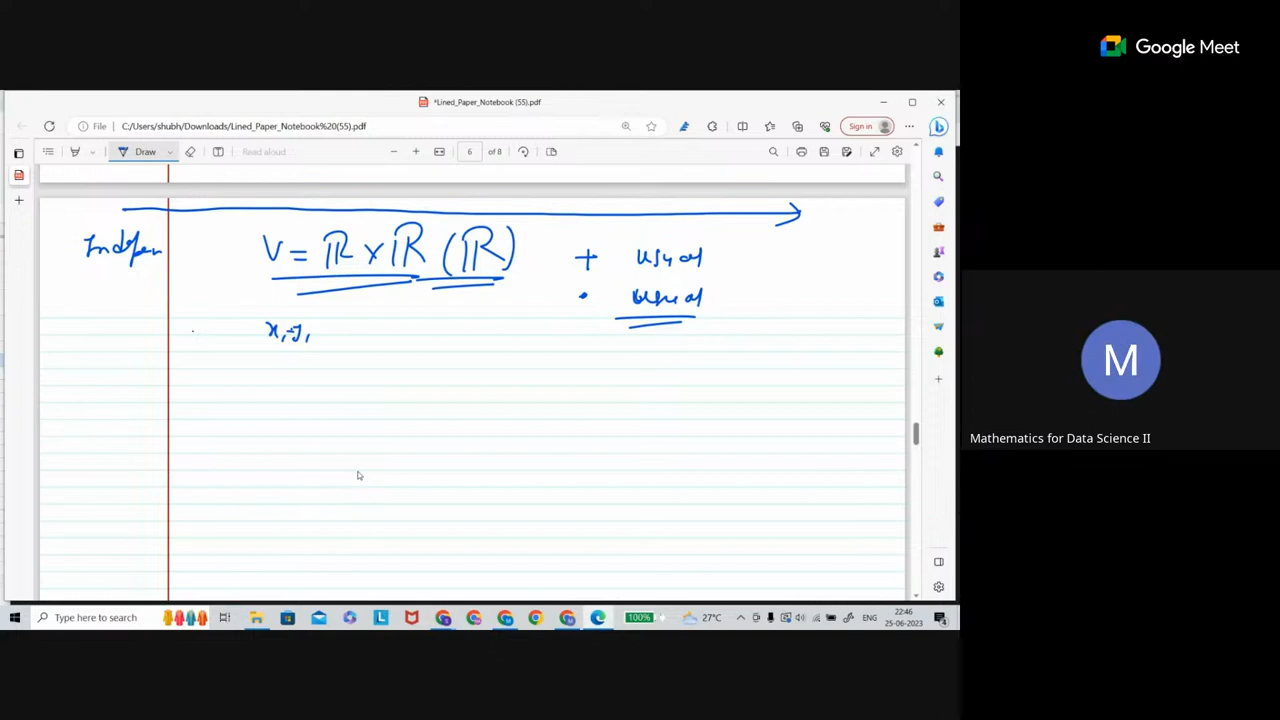 Google Meet
*Lined_Paper_Notebook (55).pdf
File C:/Users/shubh/Downloads/Lined_Paper_Notebook%20(55).pdf
Sign in
Draw
Read aloud
6 of 8
Indepen V = ℝ × ℝ (ℝ) + usual
• usual
x₁, y₁
M
Mathematics for Data Science II
Type here to search
100%
27°C
ENG
22:46
25-06-2023